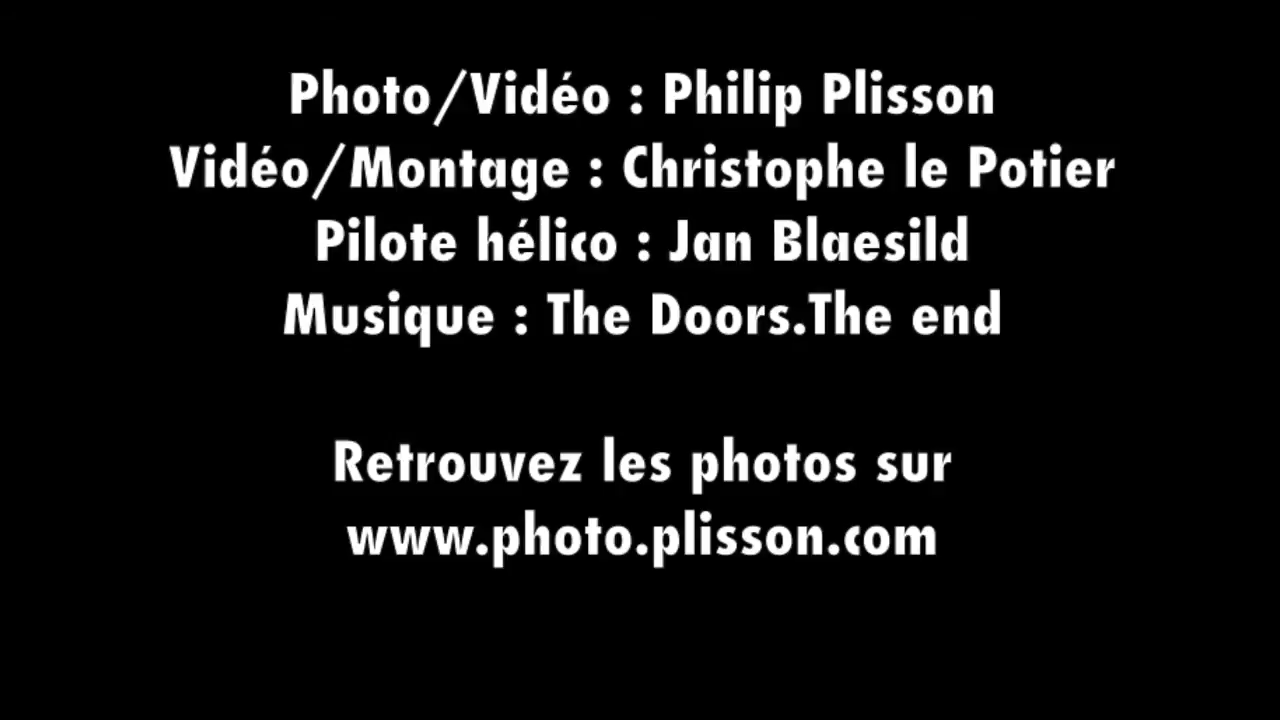 Photo/Vidéo : Philip Plisson
Vidéo/Montage : Christophe le Potier
Pilote hélico : Jan Blaesild
Musique : The Doors.The end
Retrouvez les photos sur
www.photo.plisson.com